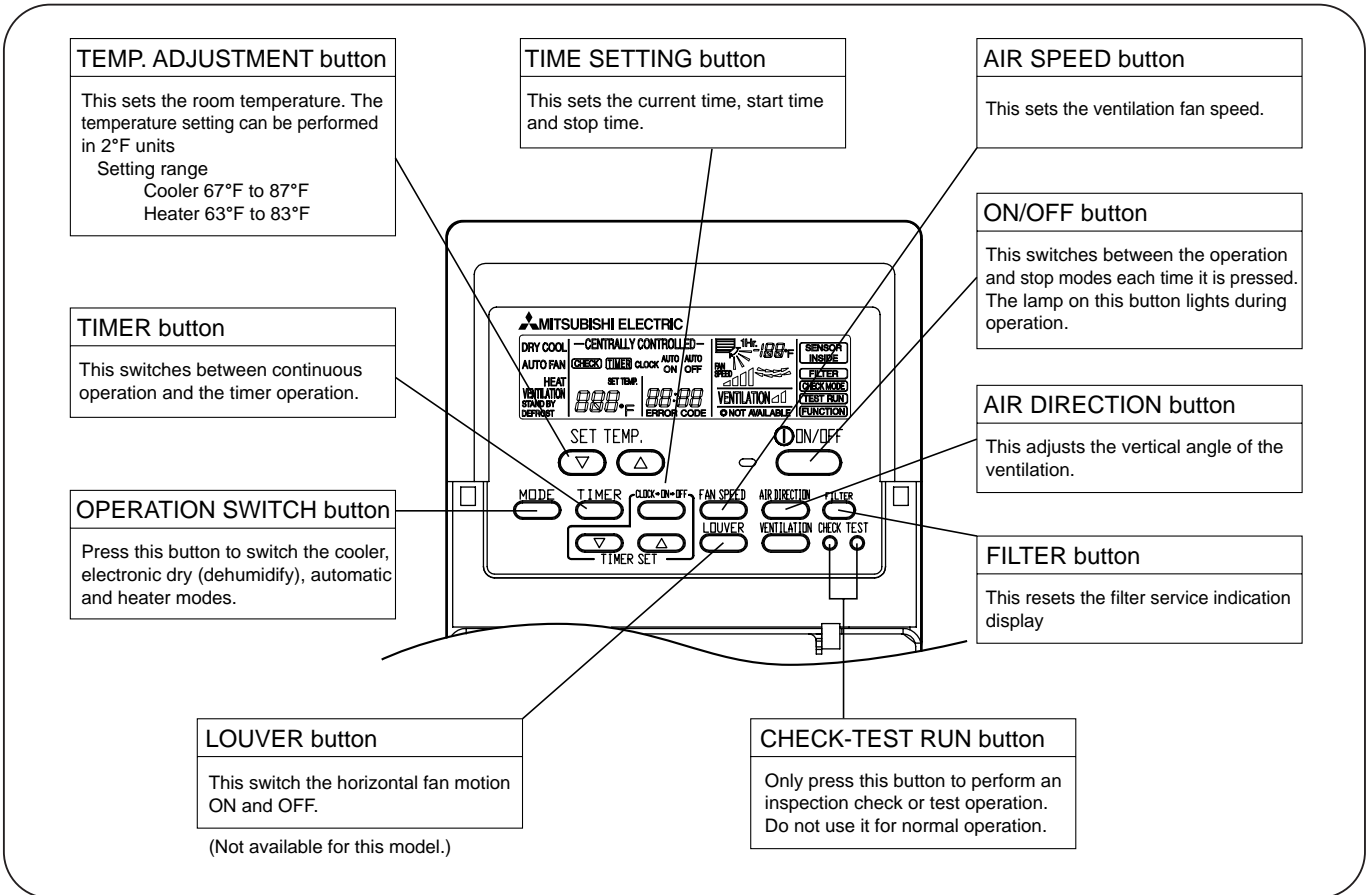 TEMP. ADJUSTMENT button
This sets the room temperature. The
temperature setting can be performed
in 2°F units
Setting range
Cooler 67°F to 87°F
Heater 63°F to 83°F
TIME SETTING button
This sets the current time, start time
and stop time.
AIR SPEED button
This sets the ventilation fan speed.
ON/OFF button
This switches between the operation
and stop modes each time it is pressed.
The lamp on this button lights during
operation.
TIMER button
This switches between continuous
operation and the timer operation.
AIR DIRECTION button
This adjusts the vertical angle of the
ventilation.
OPERATION SWITCH button
Press this button to switch the cooler,
electronic dry (dehumidify), automatic
and heater modes.
FILTER button
This resets the filter service indication
display
LOUVER button
This switch the horizontal fan motion
ON and OFF.
(Not available for this model.)
CHECK-TEST RUN button
Only press this button to perform an
inspection check or test operation.
Do not use it for normal operation.
MITSUBISHI ELECTRIC
DRY COOL
AUTO FAN
HEAT
VENTILATION
STAND BY
DEFROST
CENTRALLY CONTROLLED
CHECK TIMER CLOCK AUTO ON AUTO OFF
SET TEMP.
888°F
88:88
ERROR CODE
1Hr.
-188°F
FAN
SPEED
VENTILATION
NOT AVAILABLE
SENSOR
INSIDE
FILTER
CHECK MODE
TEST RUN
FUNCTION
SET TEMP.
ON/OFF
MODE TIMER CLOCK→ON→OFF FAN SPEED AIR DIRECTION FILTER
LOUVER VENTILATION CHECK TEST
TIMER SET